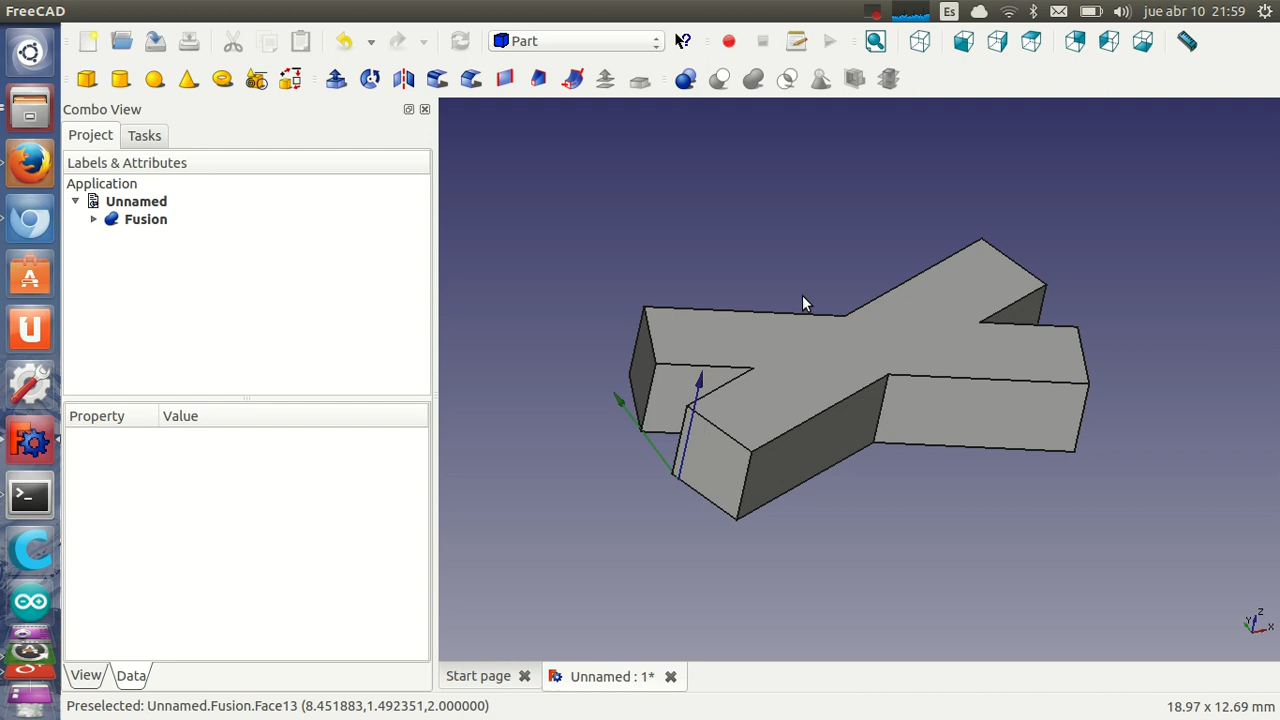 FreeCAD
Es
jue abr 10 21:59
Part
Combo View
Project
Tasks
Labels & Attributes
Application
Unnamed
Fusion
Property
Value
View
Data
Start page
Unnamed : 1*
Z
Y
X
Preselected: Unnamed.Fusion.Face13 (8.451883,1.492351,2.000000)
18.97 x 12.69 mm